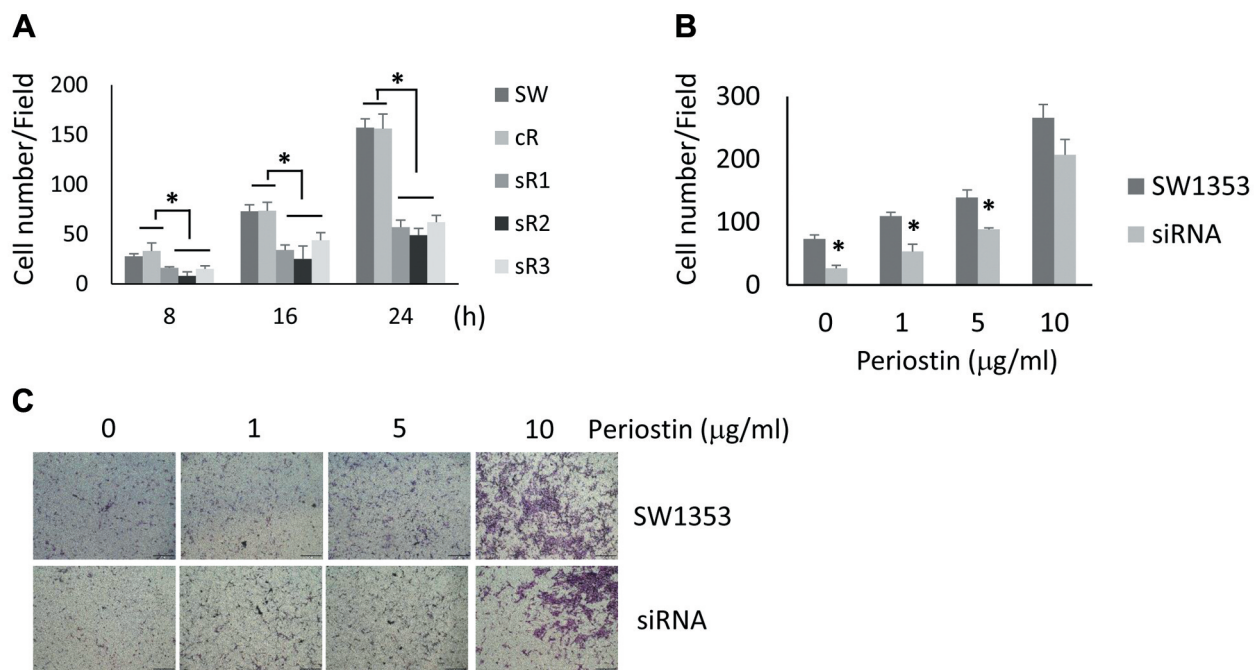 A
Cell number/Field
200
150
100
50
0
*
*
*
8 16 24 (h)
SW
cR
sR1
sR2
sR3
B
Cell number/Field
300
200
100
0
*
*
*
0 1 5 10
Periostin (μg/ml)
SW1353
siRNA
C
0 1 5 10 Periostin (μg/ml)
SW1353
siRNA